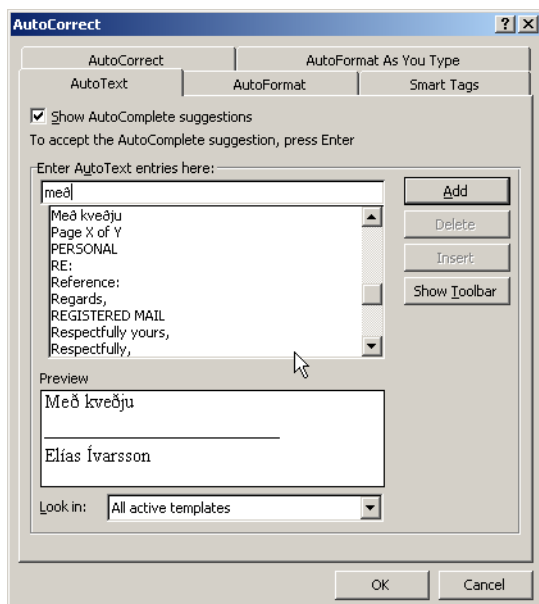 AutoCorrect
AutoCorrect
AutoFormat As You Type
AutoText
AutoFormat
Smart Tags
Show AutoComplete suggestions
To accept the AutoComplete suggestion, press Enter
Enter AutoText entries here:
með
Með kveðju
Page X of Y
PERSONAL
RE:
Reference:
Regards,
REGISTERED MAIL
Respectfully yours,
Respectfully,
Add
Delete
Insert
Show Toolbar
Preview
Með kveðju
Elías Ívarsson
Look in:
All active templates
OK
Cancel